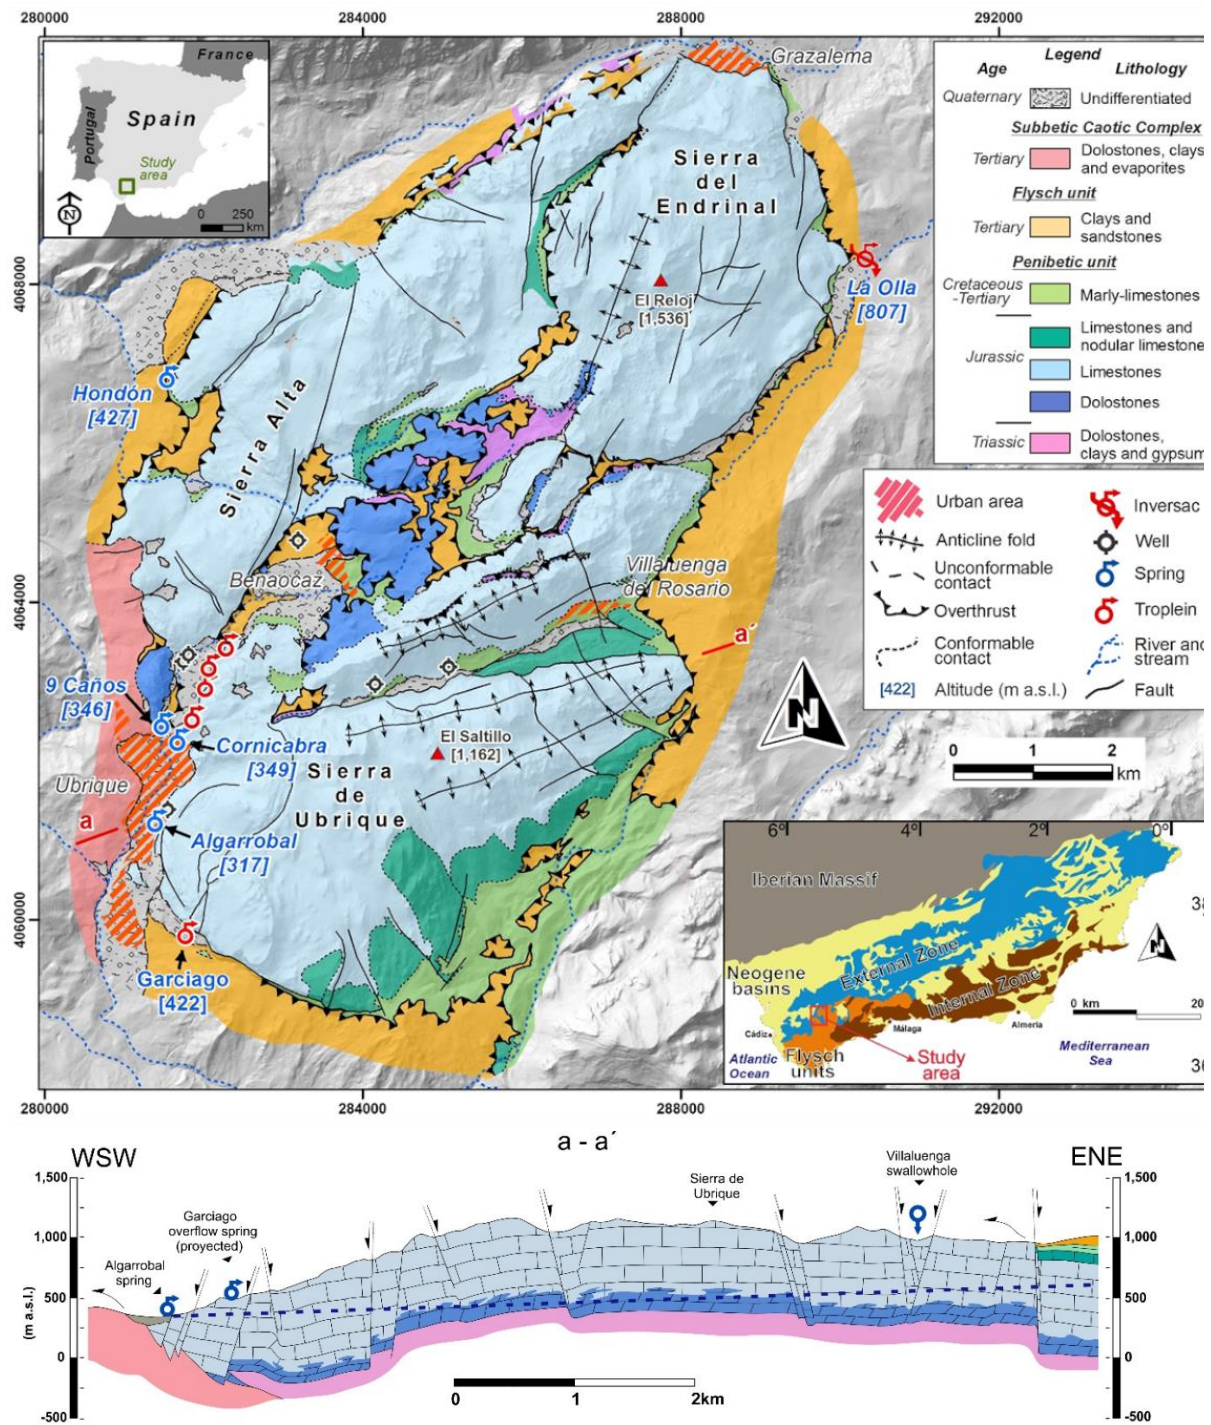 280000
284000
288000
292000
4068000
4064000
4060000
France
Portugal
Spain
Study
area
N
0 250
km
Grazalema
Sierra
del
Endrinal
El Reloj
[1,536]
La Olla
[807]
Hondón
[427]
Sierra Alta
Benaocaz
Villaluenga
del Rosario
a´
9 Caños
[346]
Cornicabra
[349]
Ubrique
El Saltillo
[1,162]
Sierra
de
Ubrique
a
Algarrobal
[317]
Garciago
[422]
Legend
Age
Lithology
Quaternary
Undifferentiated
Subbetic Caotic Complex
Tertiary
Dolostones, clays
and evaporites
Flysch unit
Tertiary
Clays and
sandstones
Penibetic unit
Cretaceous
-Tertiary
Marly-limestones
Jurassic
Limestones and
nodular limestone
Limestones
Dolostones
Triassic
Dolostones,
clays and gypsum
Urban area
Inversac
Anticline fold
Well
Unconformable
contact
Spring
Overthrust
Troplein
Conformable
contact
River and
stream
[422]
Altitude (m a.s.l.)
Fault
N
0 1 2
km
6° 4° 2° 0°
38
36
Iberian Massif
External Zone
Internal Zone
Neogene
basins
N
0 km 20
Cádiz
Málaga
Almeria
Atlantic
Ocean
Flysch
units
Study
area
Mediterranean
Sea
280000
284000
288000
292000
a - a´
WSW
ENE
1,500
1,000
500
0
-500
(m a.s.l.)
Algarrobal
spring
Garciago
overflow spring
(proyected)
Sierra de
Ubrique
Villaluenga
swallowhole
1,500
1,000
500
0
-500
0 1 2km